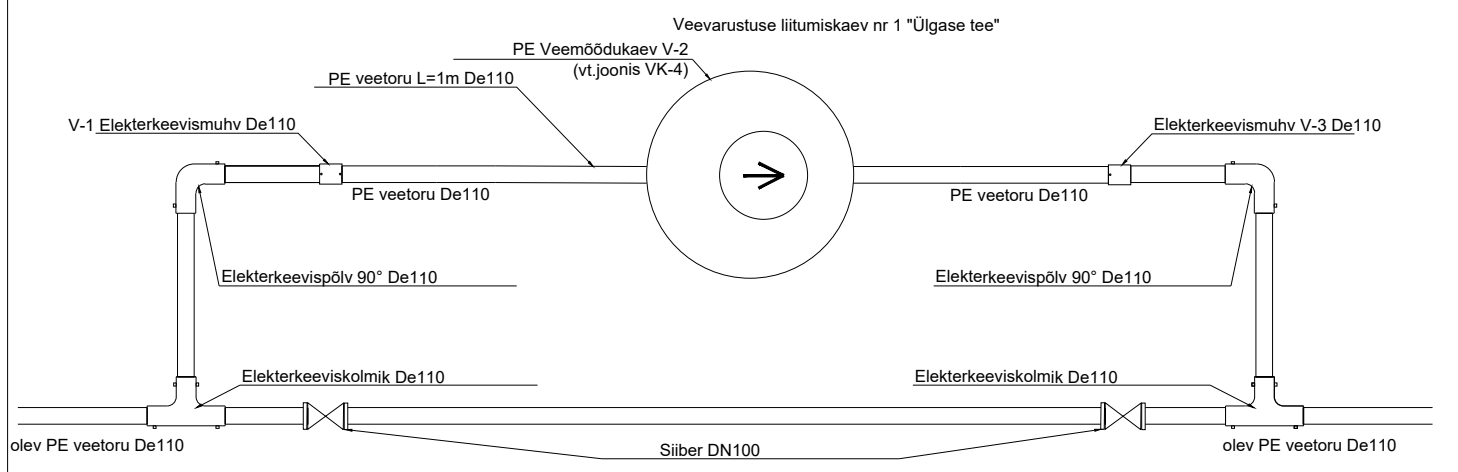 Veevarustuse liitumiskaev nr 1 "Ülgase tee"
PE Veemõõdukaev V-2
(vt.joonis VK-4)
PE veetoru L=1m De110
V-1 Elekterkeevismuhv De110
Elekterkeevismuhv V-3 De110
PE veetoru De110
PE veetoru De110
Elekterkeevispõlv 90° De110
Elekterkeevispõlv 90° De110
Elekterkeeviskolmik De110
Elekterkeeviskolmik De110
olev PE veetoru De110
Siiber DN100
olev PE veetoru De110